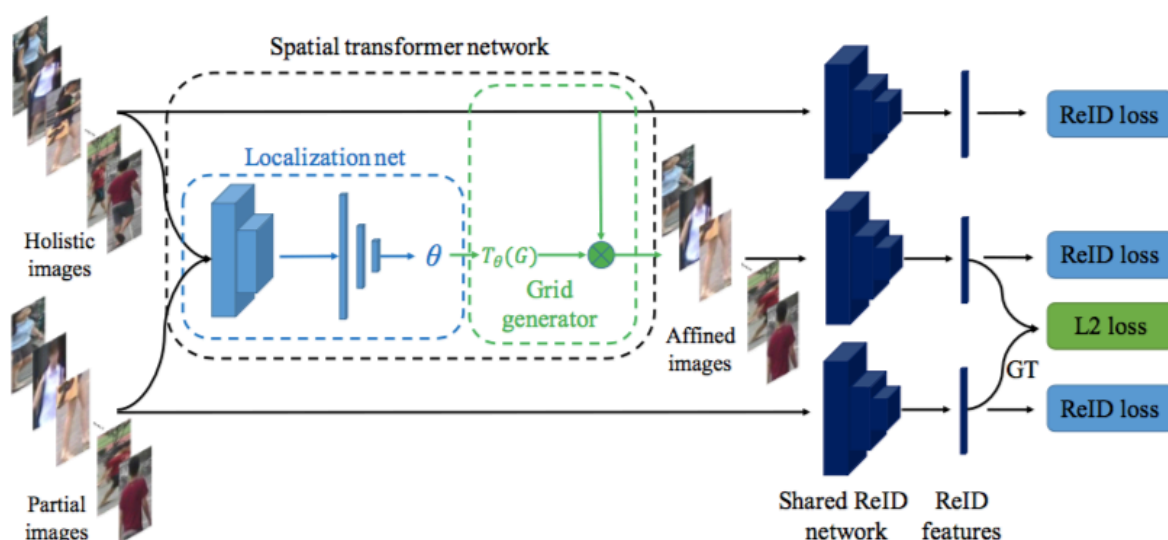 Spatial transformer network
Localization net
θ
T_θ(G)
Grid
generator
Holistic
images
Partial
images
Affined
images
ReID loss
ReID loss
L2 loss
GT
ReID loss
Shared ReID
network
ReID
features